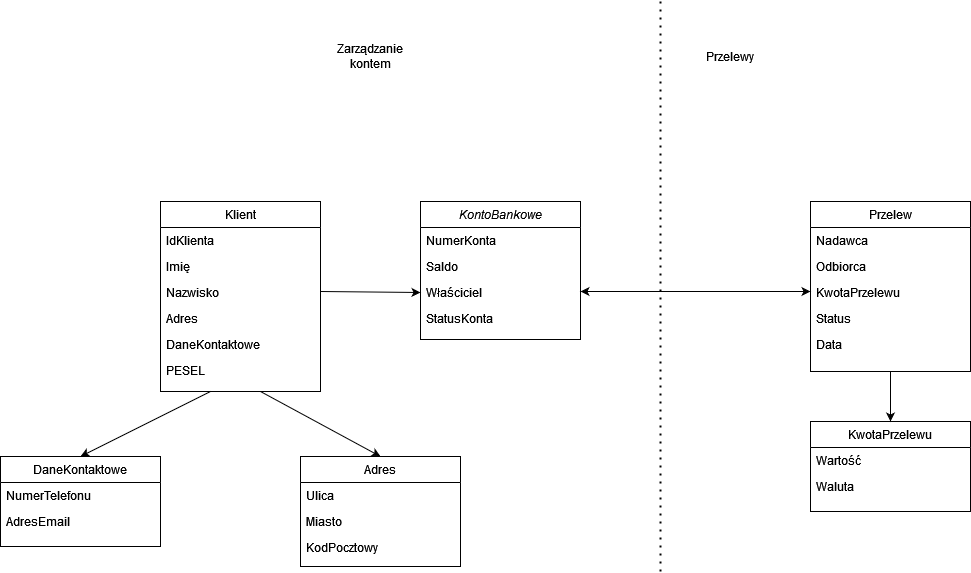 Zarządzanie
kontem
Przelewy
Klient
IdKlienta
Imię
Nazwisko
Adres
DaneKontaktowe
PESEL
KontoBankowe
NumerKonta
Saldo
Właściciel
StatusKonta
Przelew
Nadawca
Odbiorca
KwotaPrzelewu
Status
Data
DaneKontaktowe
NumerTelefonu
AdresEmail
Adres
Ulica
Miasto
KodPocztowy
KwotaPrzelewu
Wartość
Waluta